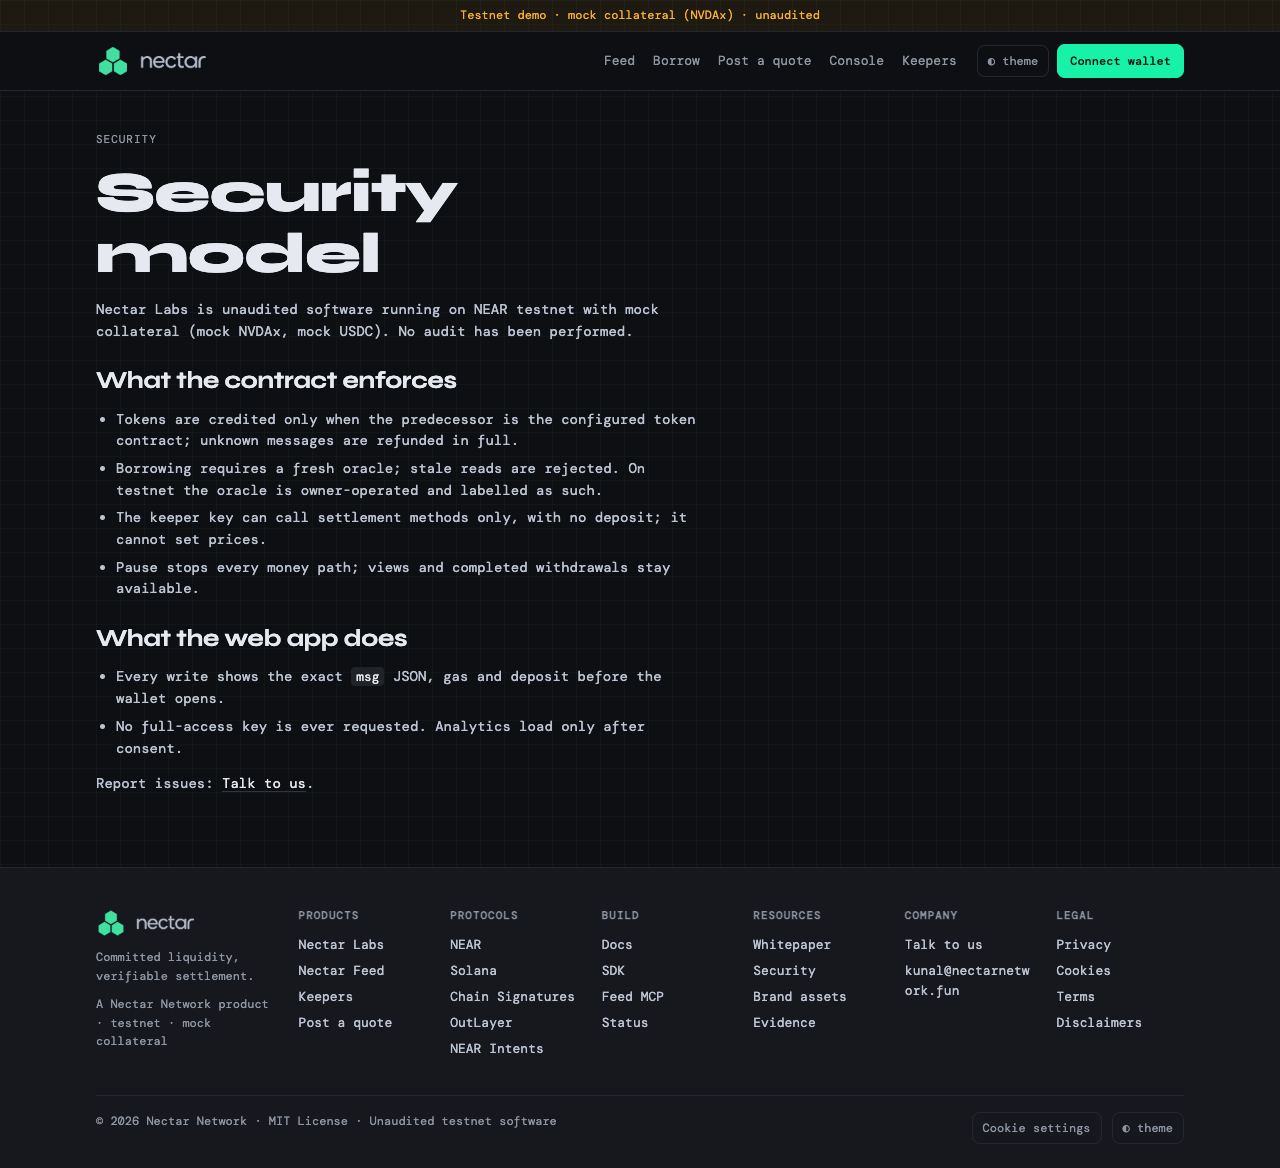 Testnet demo · mock collateral (NVDAx) · unaudited
nectar
Feed Borrow Post a quote Console Keepers ◐ theme Connect wallet
SECURITY
Security
model
Nectar Labs is unaudited software running on NEAR testnet with mock
collateral (mock NVDAx, mock USDC). No audit has been performed.
What the contract enforces
• Tokens are credited only when the predecessor is the configured token
contract; unknown messages are refunded in full.
• Borrowing requires a fresh oracle; stale reads are rejected. On
testnet the oracle is owner-operated and labelled as such.
• The keeper key can call settlement methods only, with no deposit; it
cannot set prices.
• Pause stops every money path; views and completed withdrawals stay
available.
What the web app does
• Every write shows the exact msg JSON, gas and deposit before the
wallet opens.
• No full-access key is ever requested. Analytics load only after
consent.
Report issues: Talk to us.
nectar
Committed liquidity,
verifiable settlement.
A Nectar Network product
· testnet · mock
collateral
PRODUCTS
Nectar Labs
Nectar Feed
Keepers
Post a quote
PROTOCOLS
NEAR
Solana
Chain Signatures
OutLayer
NEAR Intents
BUILD
Docs
SDK
Feed MCP
Status
RESOURCES
Whitepaper
Security
Brand assets
Evidence
COMPANY
Talk to us
kunal@nectarnetw
ork.fun
LEGAL
Privacy
Cookies
Terms
Disclaimers
© 2026 Nectar Network · MIT License · Unaudited testnet software
Cookie settings ◐ theme